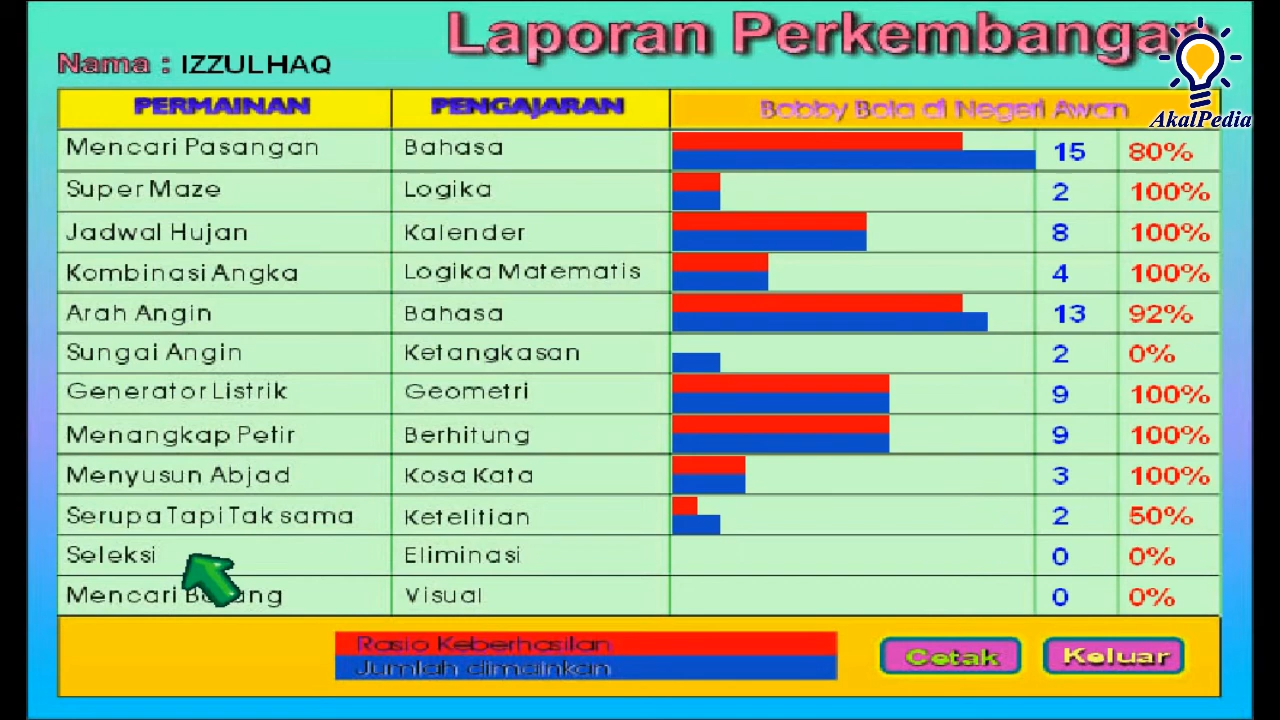 Laporan Perkembangan
Nama : IZZULHAQ
AkalPedia
PERMAINAN PENGAJARAN Bobby Bola di Negeri Awan
Mencari Pasangan Bahasa 15 80%
Super Maze Logika 2 100%
Jadwal Hujan Kalender 8 100%
Kombinasi Angka Logika Matematis 4 100%
Arah Angin Bahasa 13 92%
Sungai Angin Ketangkasan 2 0%
Generator Listrik Geometri 9 100%
Menangkap Petir Berhitung 9 100%
Menyusun Abjad Kosa Kata 3 100%
Serupa Tapi Tak sama Ketelitian 2 50%
Seleksi Eliminasi 0 0%
Mencari Visual 0 0%
Rasio Keberhasilan
Jumlah dimainkan
Cetak Keluar